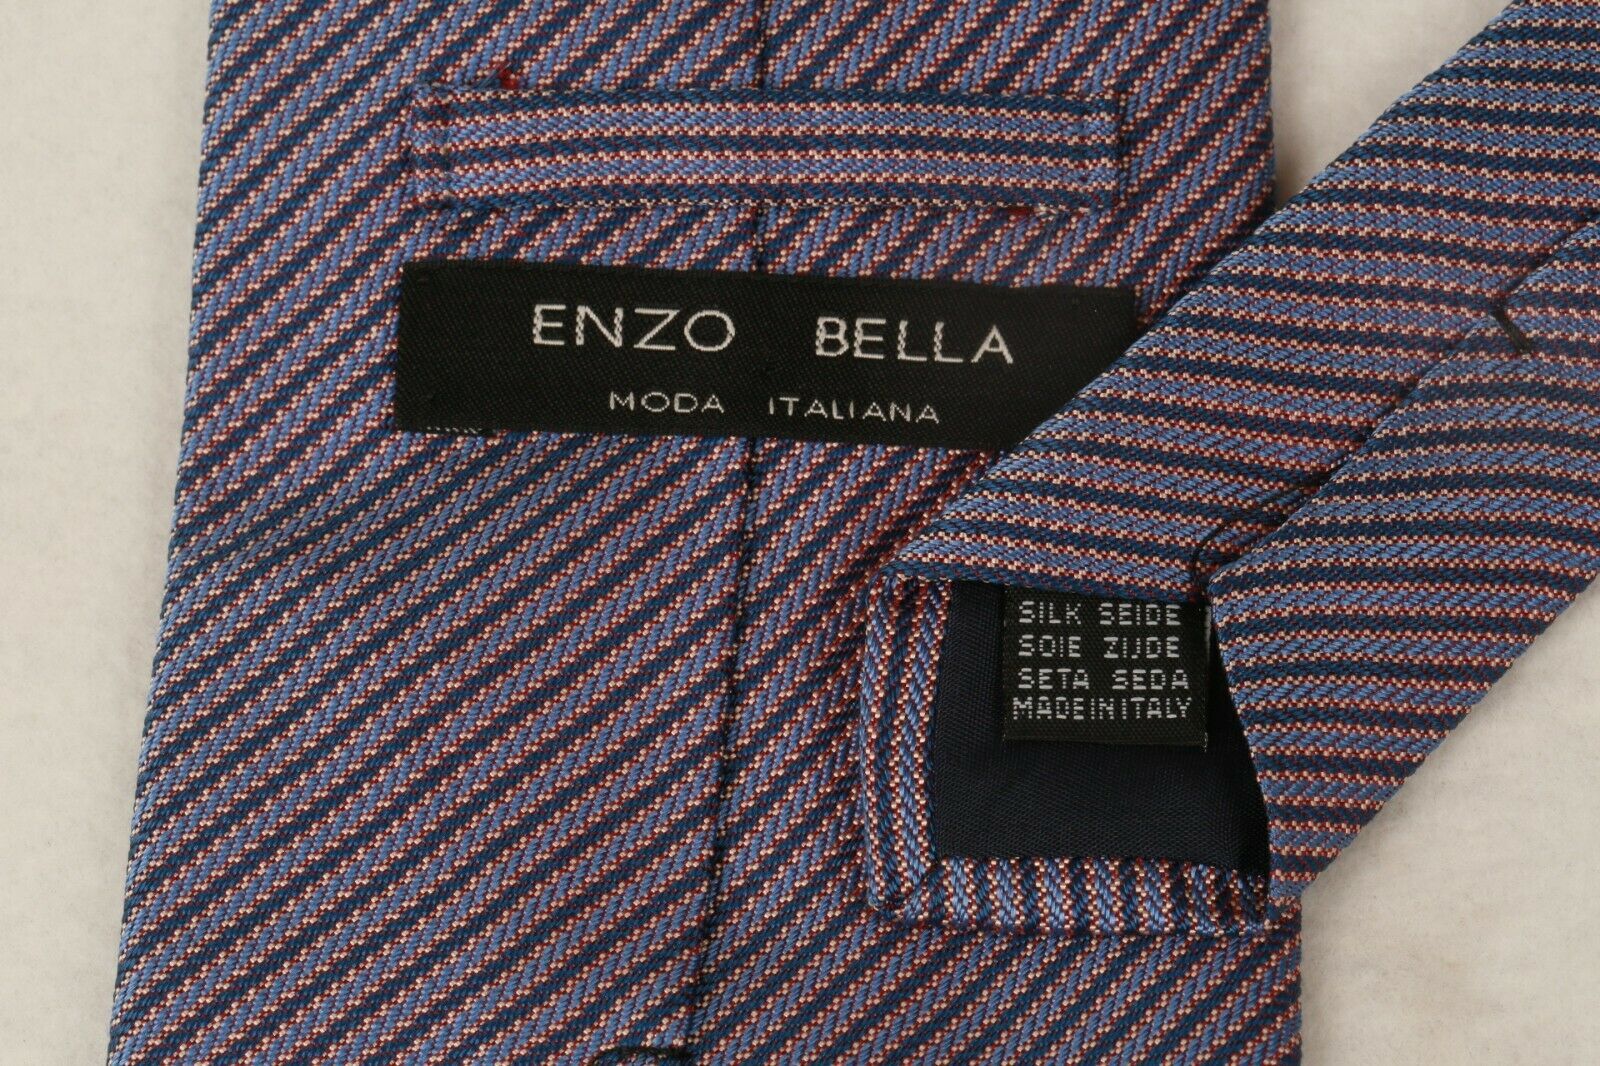 ENZO BELLA
MODA ITALIANA
SILK SEIDE
SOIE ZIJDE
SETA SEDA
MADEINITALY